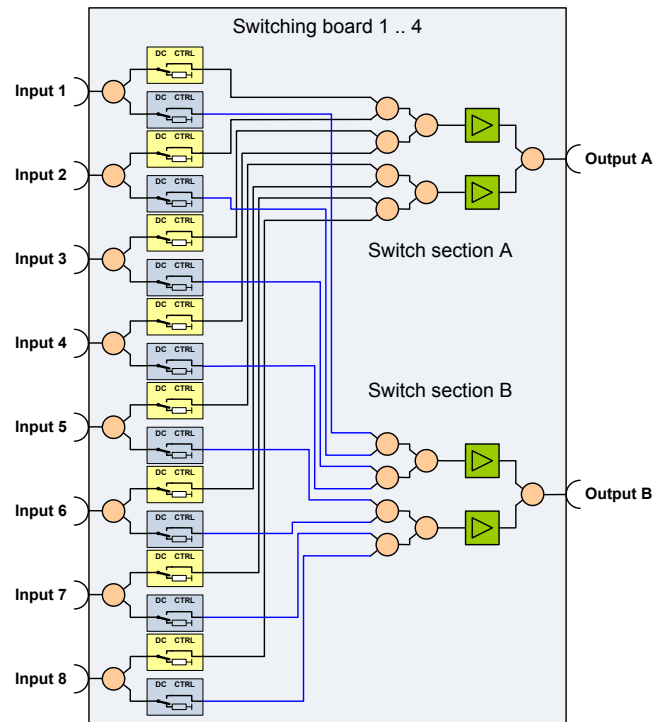 Switching board 1 .. 4
DC CTRL
Input 1
DC CTRL
DC CTRL
Input 2
Output A
DC CTRL
DC CTRL
Switch section A
Input 3
DC CTRL
DC CTRL
Input 4
DC CTRL
DC CTRL
Switch section B
Input 5
DC CTRL
DC CTRL
Output B
Input 6
DC CTRL
DC CTRL
Input 7
DC CTRL
DC CTRL
Input 8
DC CTRL